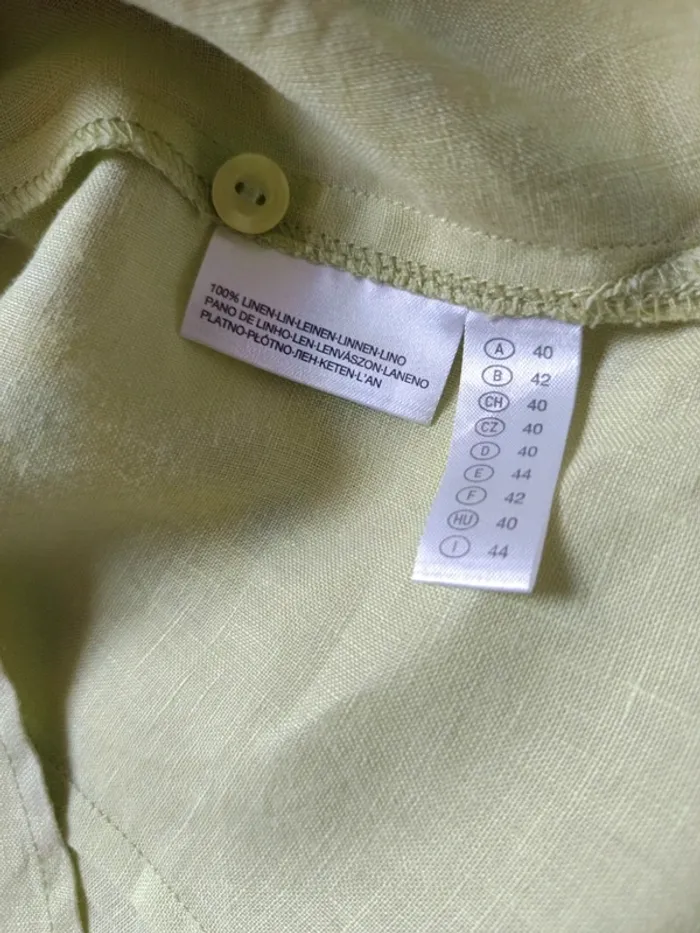 100% LINEN·LIN·LEINEN·LINNEN·LINO
PANO DE LINHO·LEN·LENVÁSZON·LANENO
PLATNO·PŁÓTNO·ЛЕН·KETEN·L'AN
A 40
B 42
CH 40
CZ 40
D 40
E 44
F 42
HU 40
I 44